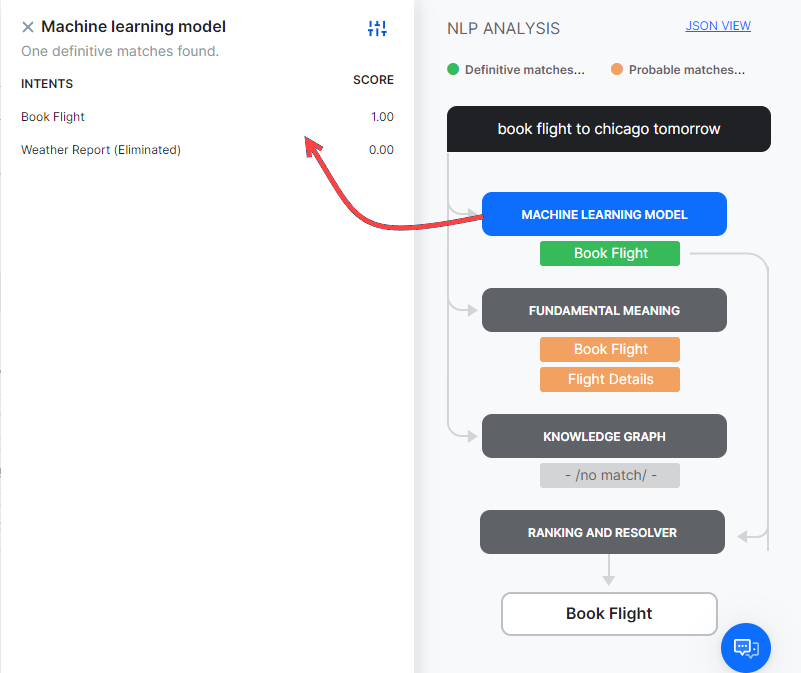 Machine learning model
One definitive matches found.
INTENTS SCORE
Book Flight 1.00
Weather Report (Eliminated) 0.00
NLP ANALYSIS JSON VIEW
Definitive matches... Probable matches...
book flight to chicago tomorrow
MACHINE LEARNING MODEL
Book Flight
FUNDAMENTAL MEANING
Book Flight
Flight Details
KNOWLEDGE GRAPH
- /no match/ -
RANKING AND RESOLVER
Book Flight